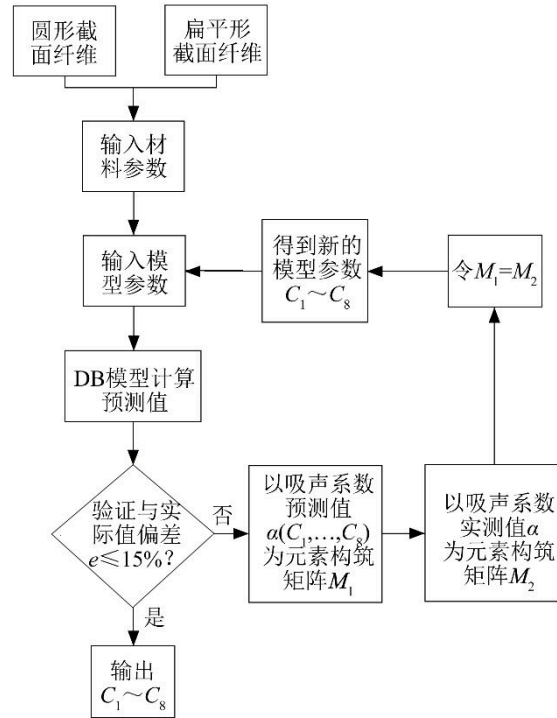 圆形截
面纤维
扁平形
截面纤维
输入材
料参数
输入模
型参数
得到新的
模型参数
C₁～C₈
令M₁=M₂
DB模型计算
预测值
验证与实
际值偏差
e≤15%?
否
以吸声系数
预测值
α(C₁,…,C₈)
为元素构筑
矩阵M₁
以吸声系数
实测值α
为元素构筑
矩阵M₂
是
输出
C₁～C₈